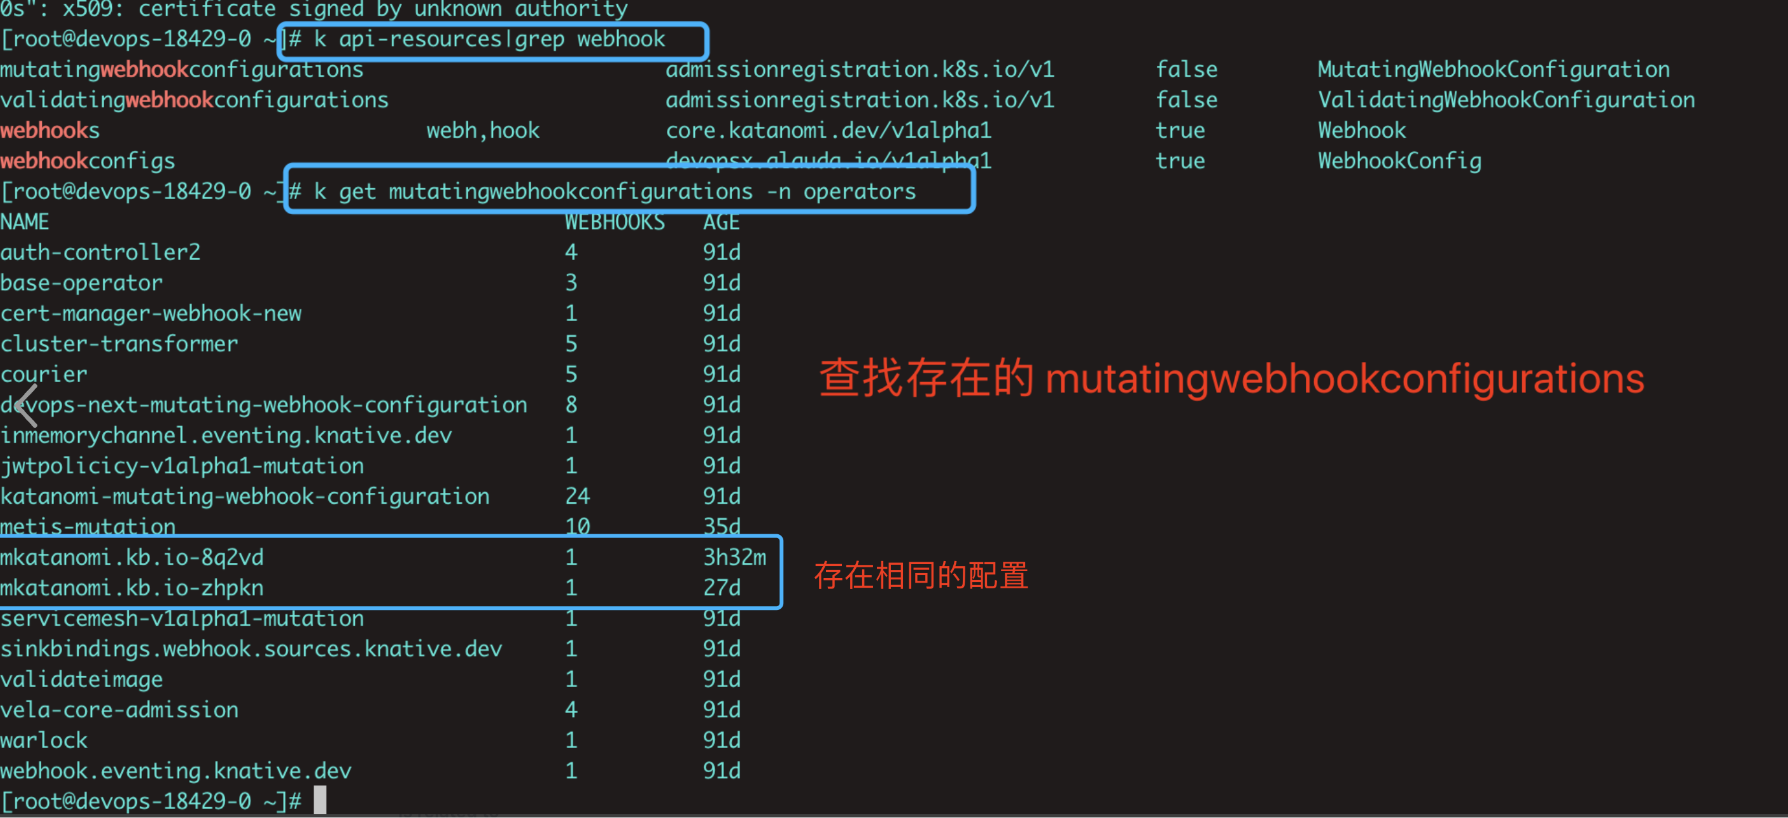 0s": x509: certificate signed by unknown authority
[root@devops-18429-0 ~]# k api-resources|grep webhook
mutatingwebhookconfigurations admissionregistration.k8s.io/v1 false MutatingWebhookConfiguration
validatingwebhookconfigurations admissionregistration.k8s.io/v1 false ValidatingWebhookConfiguration
webhooks webh,hook core.katanomi.dev/v1alpha1 true Webhook
webhookconfigs devopsx.alauda.io/v1alpha1 true WebhookConfig
[root@devops-18429-0 ~]# k get mutatingwebhookconfigurations -n operators
NAME WEBHOOKS AGE
auth-controller2 4 91d
base-operator 3 91d
cert-manager-webhook-new 1 91d
cluster-transformer 5 91d
courier 5 91d
查找存在的 mutatingwebhookconfigurations
devops-next-mutating-webhook-configuration 8 91d
inmemorychannel.eventing.knative.dev 1 91d
jwtpolicicy-v1alpha1-mutation 1 91d
katanomi-mutating-webhook-configuration 24 91d
metis-mutation 10 35d
mkatanomi.kb.io-8q2vd 1 3h32m
存在相同的配置
mkatanomi.kb.io-zhpkn 1 27d
servicemesh-v1alpha1-mutation 1 91d
sinkbindings.webhook.sources.knative.dev 1 91d
validateimage 1 91d
vela-core-admission 4 91d
warlock 1 91d
webhook.eventing.knative.dev 1 91d
[root@devops-18429-0 ~]#